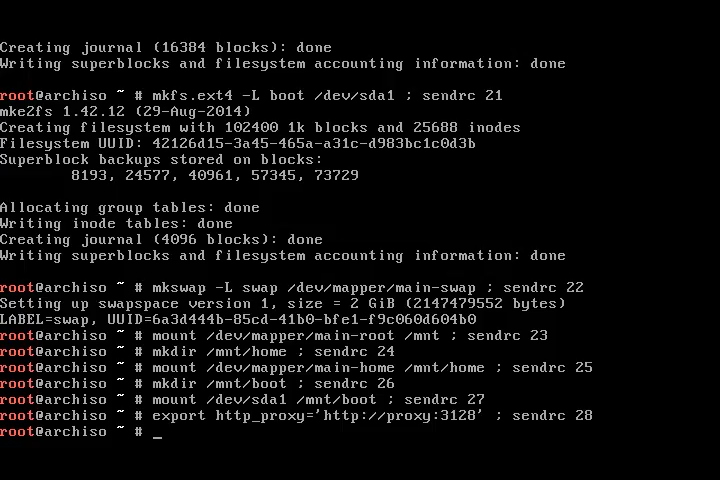 Creating journal (16384 blocks): done
Writing superblocks and filesystem accounting information: done
root@archiso ~ # mkfs.ext4 -L boot /dev/sda1 ; sendrc 21
mke2fs 1.42.12 (29-Aug-2014)
Creating filesystem with 102400 1k blocks and 25688 inodes
Filesystem UUID: 42126d15-3a45-465a-a31c-d983bc1c0d3b
Superblock backups stored on blocks:
        8193, 24577, 40961, 57345, 73729
Allocating group tables: done
Writing inode tables: done
Creating journal (4096 blocks): done
Writing superblocks and filesystem accounting information: done
root@archiso ~ # mkswap -L swap /dev/mapper/main-swap ; sendrc 22
Setting up swapspace version 1, size = 2 GiB (2147479552 bytes)
LABEL=swap, UUID=6a3d444b-85cd-41b0-bfe1-f9c060d604b0
root@archiso ~ # mount /dev/mapper/main-root /mnt ; sendrc 23
root@archiso ~ # mkdir /mnt/home ; sendrc 24
root@archiso ~ # mount /dev/mapper/main-home /mnt/home ; sendrc 25
root@archiso ~ # mkdir /mnt/boot ; sendrc 26
root@archiso ~ # mount /dev/sda1 /mnt/boot ; sendrc 27
root@archiso ~ # export http_proxy='http://proxy:3128' ; sendrc 28
root@archiso ~ # _